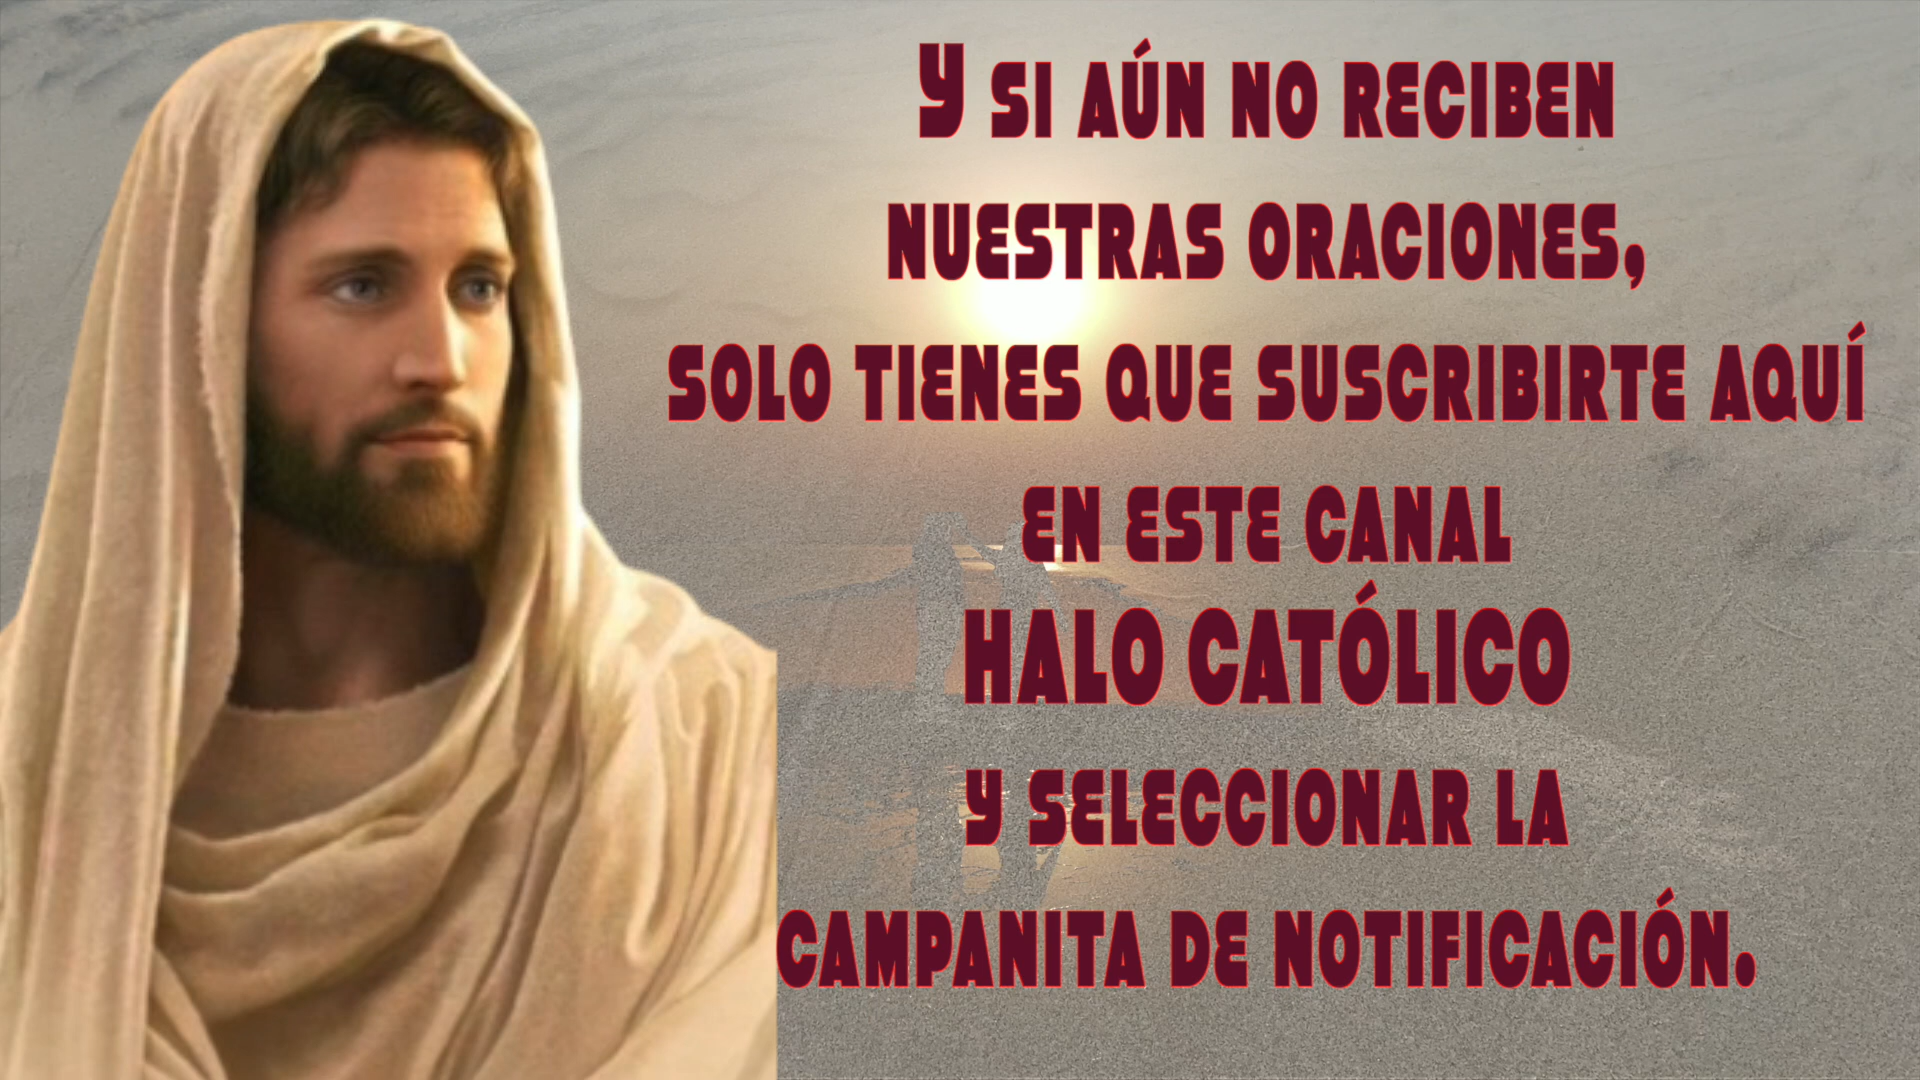 Y SI AÚN NO RECIBEN
NUESTRAS ORACIONES,
SOLO TIENES QUE SUSCRIBIRTE AQUÍ
EN ESTE CANAL
HALO CATÓLICO
Y SELECCIONAR LA
CAMPANITA DE NOTIFICACIÓN.